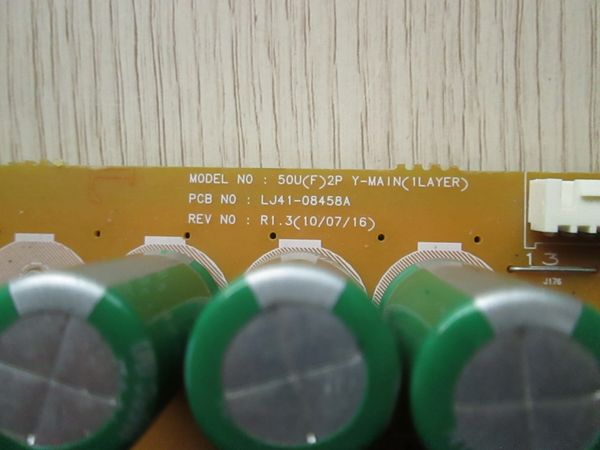 MODEL NO : 50U(F)2P Y-MAIN(1LAYER)
PCB NO : LJ41-08458A
REV NO : R1.3(10/07/16)
13
J176